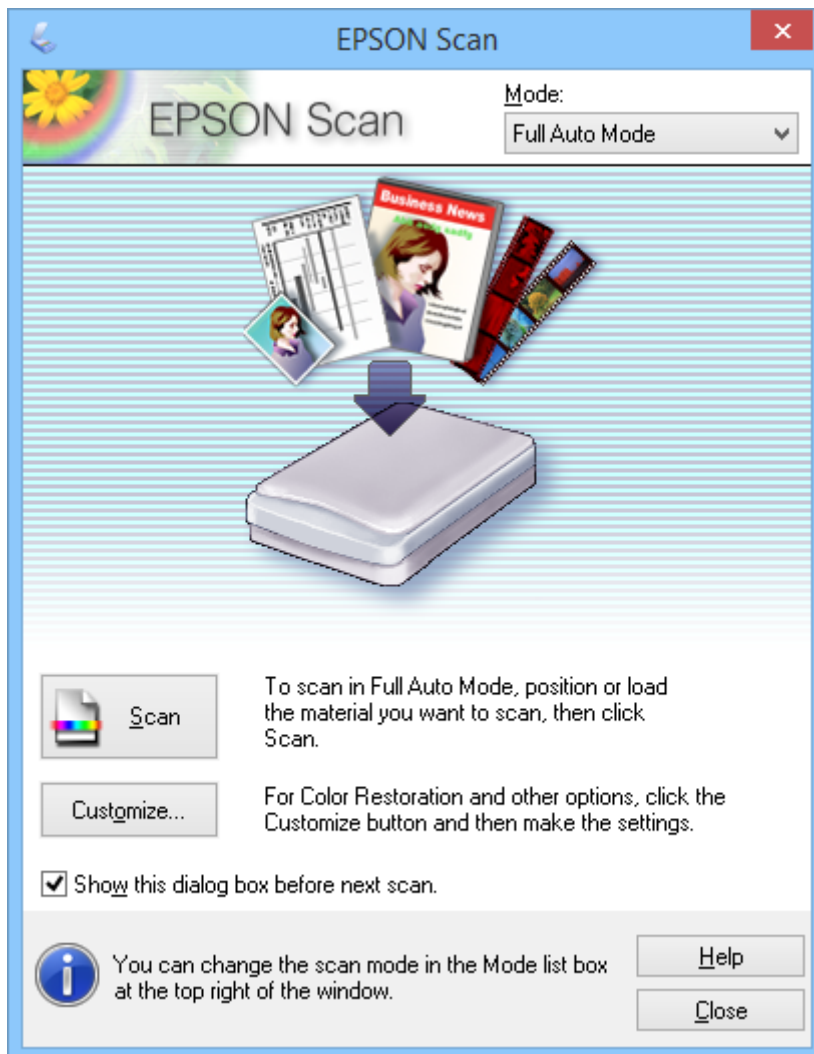 EPSON Scan
EPSON Scan
Mode:
Full Auto Mode
Business News
Scan
To scan in Full Auto Mode, position or load
the material you want to scan, then click
Scan.
Customize...
For Color Restoration and other options, click the
Customize button and then make the settings.
Show this dialog box before next scan.
You can change the scan mode in the Mode list box
at the top right of the window.
Help
Close